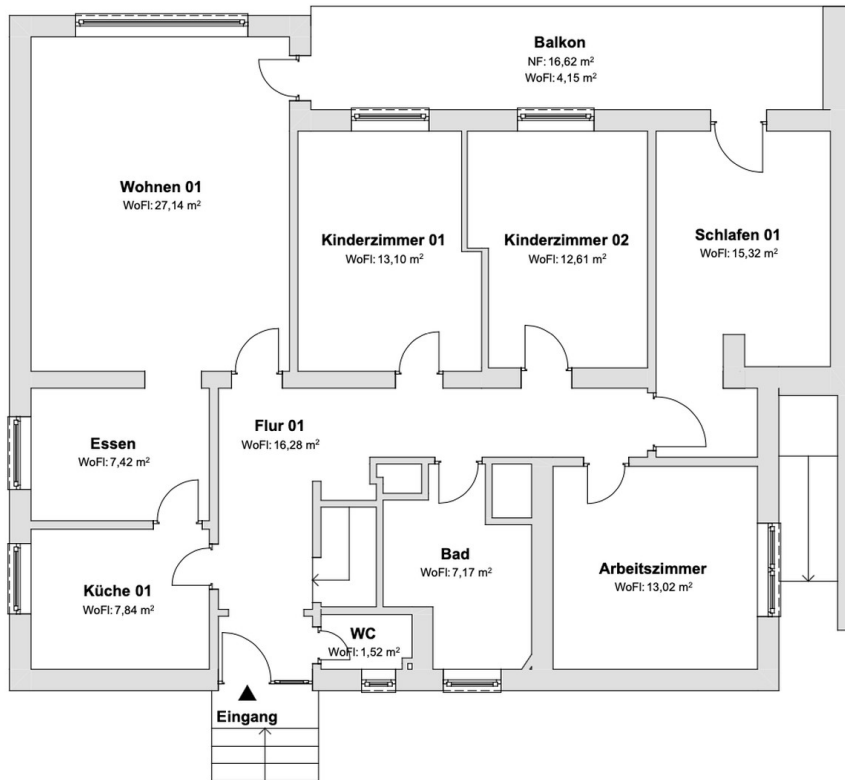 Balkon
NF: 16,62 m²
WoFl: 4,15 m²
Wohnen 01
WoFl: 27,14 m²
Kinderzimmer 01
WoFl: 13,10 m²
Kinderzimmer 02
WoFl: 12,61 m²
Schlafen 01
WoFl: 15,32 m²
Flur 01
WoFl: 16,28 m²
Essen
WoFl: 7,42 m²
Küche 01
WoFl: 7,84 m²
Bad
WoFl: 7,17 m²
Arbeitszimmer
WoFl: 13,02 m²
WC
WoFl: 1,52 m²
Eingang